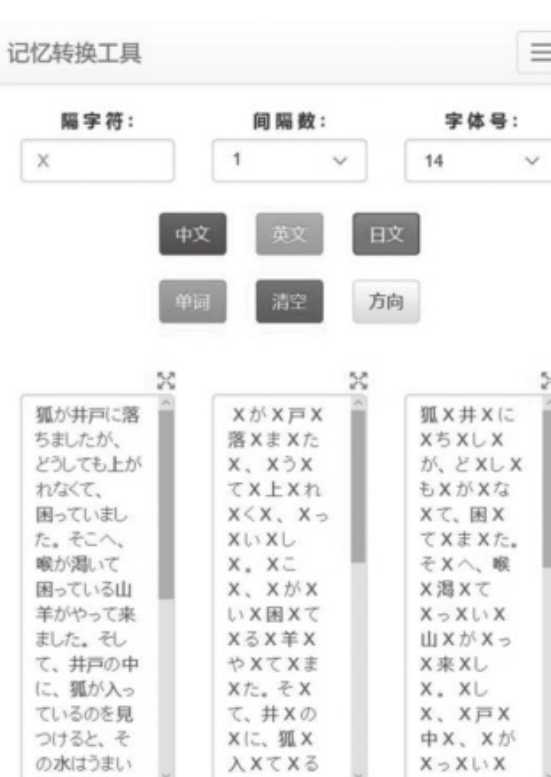 记忆转换工具
隔字符：
间隔数：
字体号：
X
1
14
中文
英文
日文
单词
清空
方向
狐が井戸に落
ちましたが、
どうしても上が
れなくて、
困っていまし
た。そこへ、
喉が渇いて
困っている山
羊がやって来
ました。そし
て、井戸の中
に、狐が入っ
ているのを見
つけると、そ
の水はうまい
XがX戸X
落XまXた
X、XうX
てX上Xれ
X<X、Xっ
XいXし
X。Xこ
X、XがX
いX困Xて
XるX羊X
やXてXま
Xた。そX
て、井Xの
Xに、狐X
入XてXる
狐X井Xに
XちXしX
が、どXしX
もXがXな
Xて、困X
てXまXた。
そXへ、喉
X渇Xて
XっXいX
山XがXっ
X来Xし
X。Xし
X、X戸X
中X、Xが
XっXいX